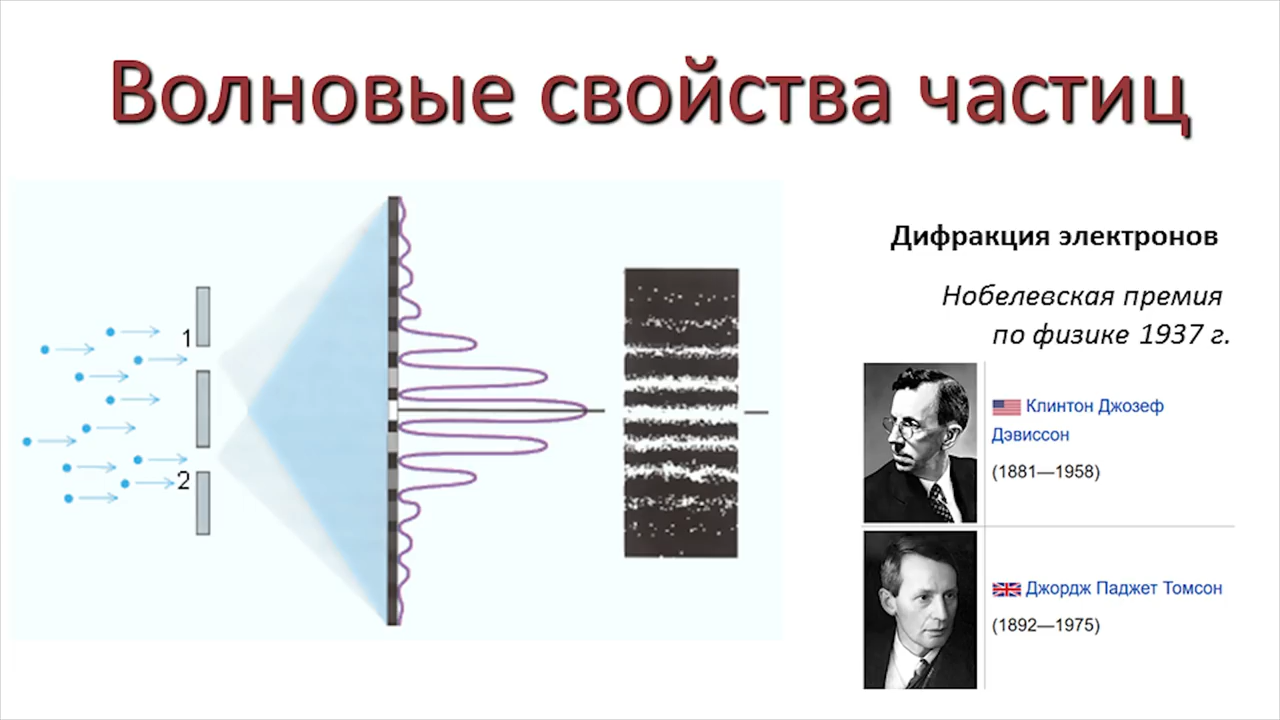 Волновые свойства частиц
1
2
Дифракция электронов
Нобелевская премия
по физике 1937 г.
Клинтон Джозеф
Дэвиссон
(1881—1958)
Джордж Паджет Томсон
(1892—1975)